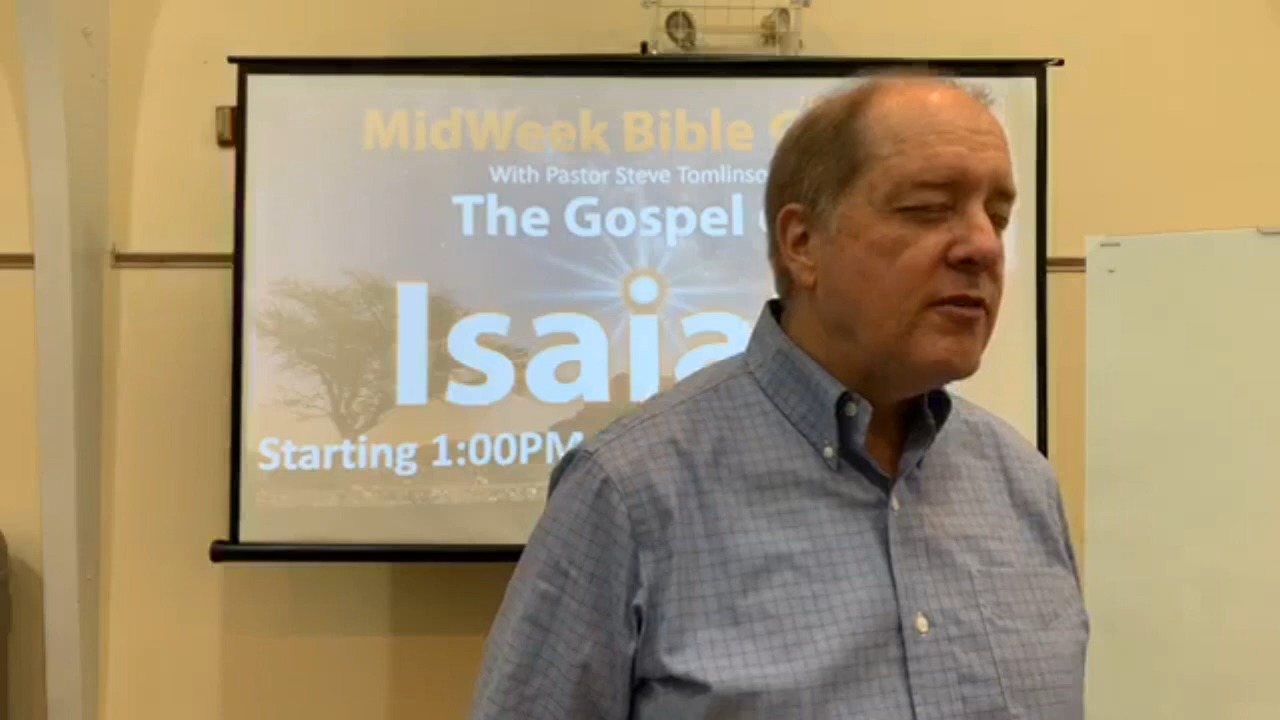 MidWeek Bible
With Pastor Steve Tomlinso
The Gospel
Isaia
Starting 1:00PM